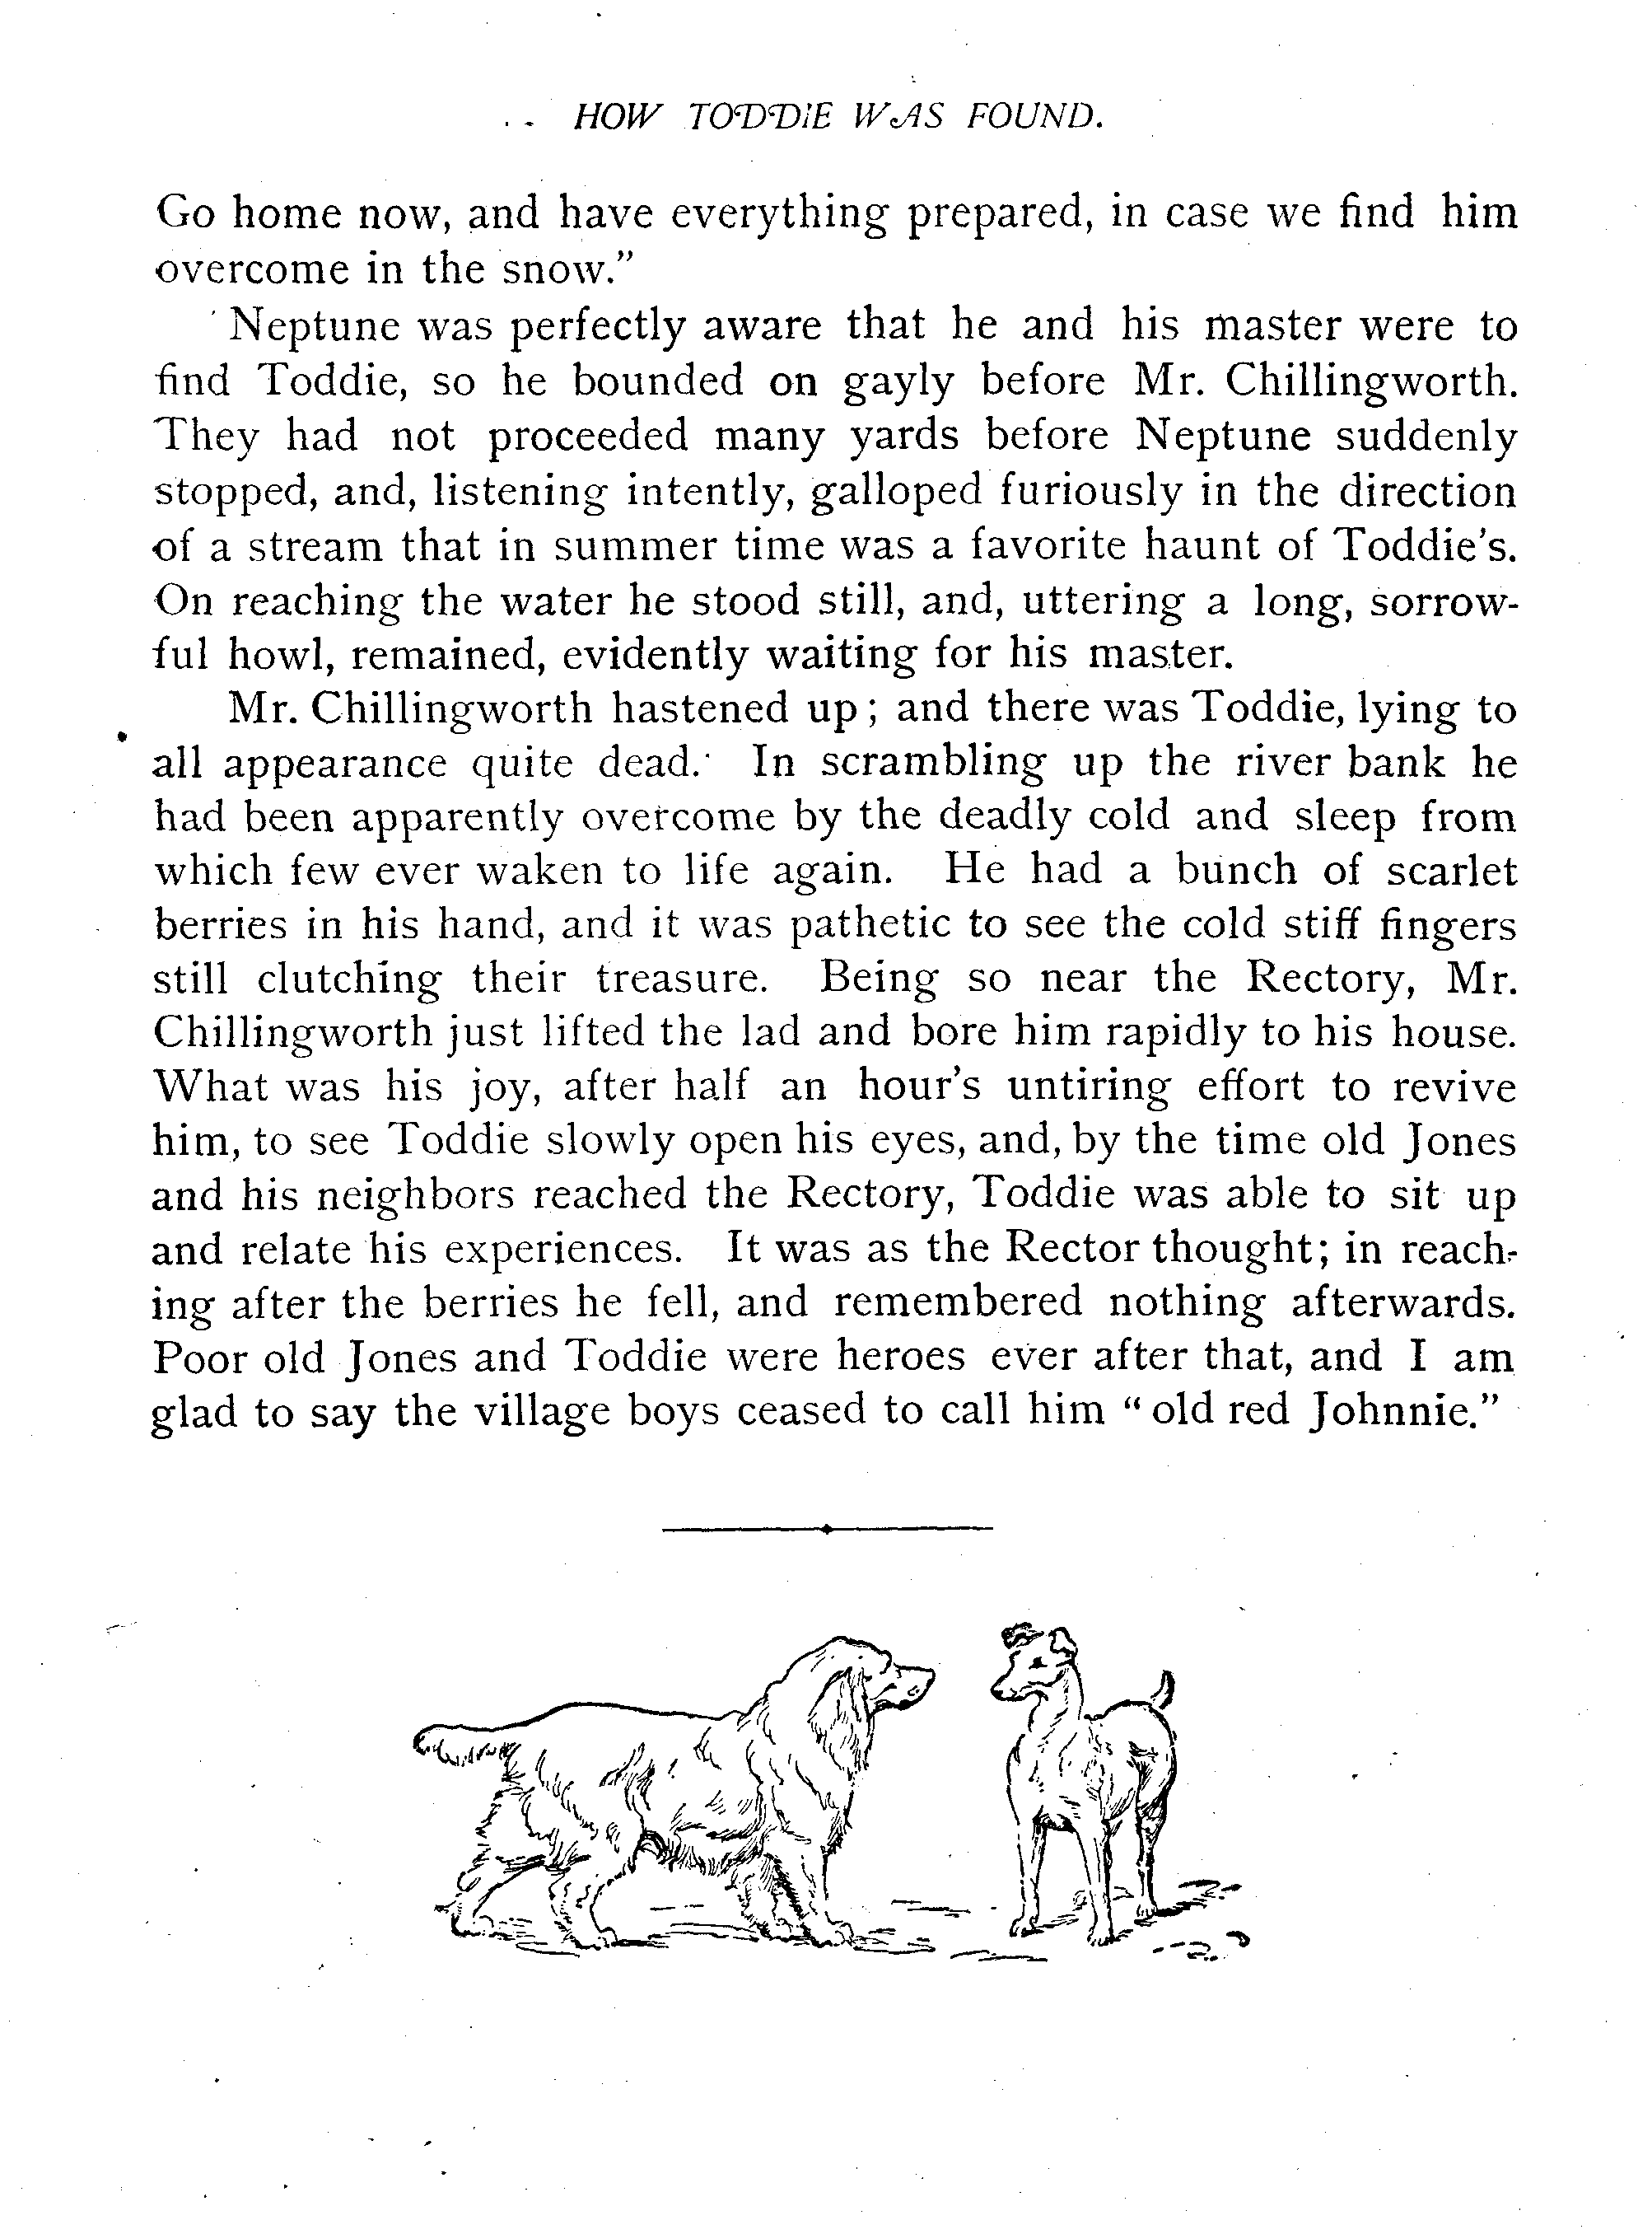 HOW TODDIE WAS FOUND.
Go home now, and have everything prepared, in case we find him
overcome in the snow.”
Neptune was perfectly aware that he and his master were to
find Toddie, so he bounded on gayly before Mr. Chillingworth.
They had not proceeded many yards before Neptune suddenly
stopped, and, listening intently, galloped furiously in the direction
of a stream that in summer time was a favorite haunt of Toddie's.
On reaching the water he stood still, and, uttering a long, sorrow-
ful howl, remained, evidently waiting for his master.
Mr. Chillingworth hastened up; and there was Toddie, lying to
all appearance quite dead. In scrambling up the river bank he
had been apparently overcome by the deadly cold and sleep from
which few ever waken to life again. He had a bunch of scarlet
berries in his hand, and it was pathetic to see the cold stiff fingers
still clutching their treasure. Being so near the Rectory, Mr.
Chillingworth just lifted the lad and bore him rapidly to his house.
What was his joy, after half an hour's untiring effort to revive
him, to see Toddie slowly open his eyes, and, by the time old Jones
and his neighbors reached the Rectory, Toddie was able to sit up
and relate his experiences. It was as the Rector thought; in reach-
ing after the berries he fell, and remembered nothing afterwards.
Poor old Jones and Toddie were heroes ever after that, and I am
glad to say the village boys ceased to call him “old red Johnnie.”